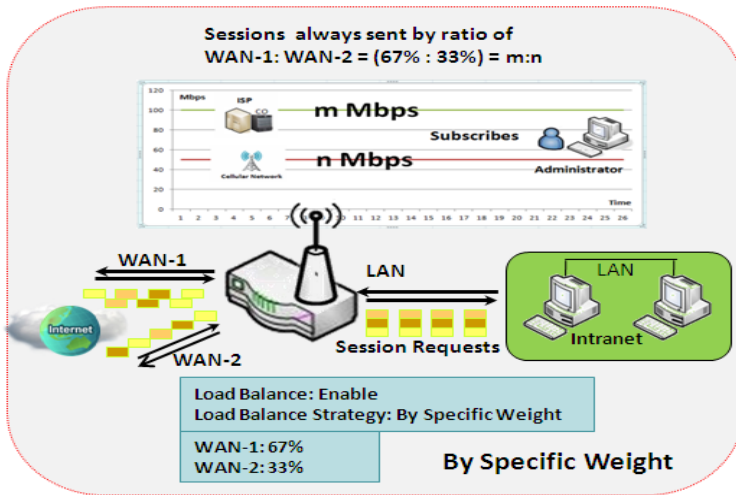 Sessions always sent by ratio of
WAN-1: WAN-2 = (67% : 33%) = m:n
120
Mbps
ISP
CO
m Mbps
100
80
Subscribes
60
n Mbps
40
Cellular Network
Administrator
20
Time
0
1 2 3 4 5 6 7 8 9 10 11 12 13 14 15 16 17 18 19 20 21 22 23 24 25 26
WAN-1
LAN
LAN
Internet
WAN-2
Session Requests
Intranet
Load Balance: Enable
Load Balance Strategy: By Specific Weight
WAN-1: 67%
WAN-2: 33%
By Specific Weight